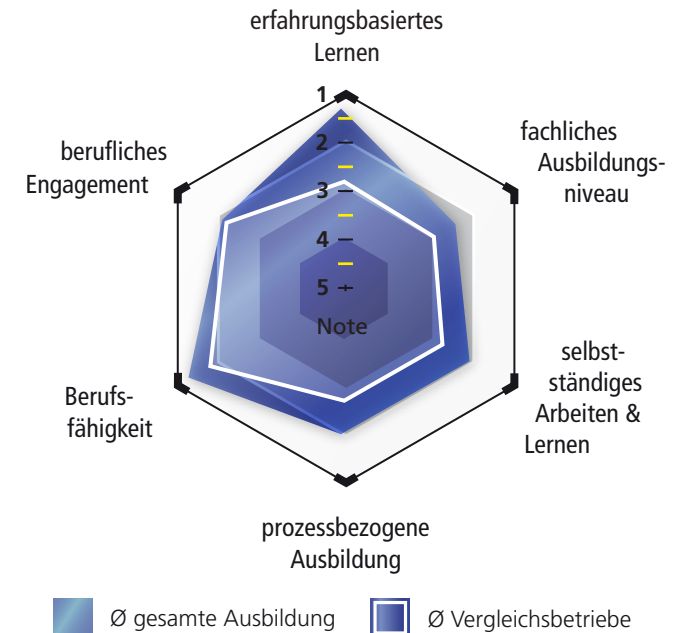 erfahrungsbasiertes
Lernen
fachliches
Ausbildungs-
niveau
selbst-
ständiges
Arbeiten &
Lernen
prozessbezogene
Ausbildung
Berufs-
fähigkeit
berufliches
Engagement
1
2
3
4
5
Note
Ø gesamte Ausbildung
Ø Vergleichsbetriebe